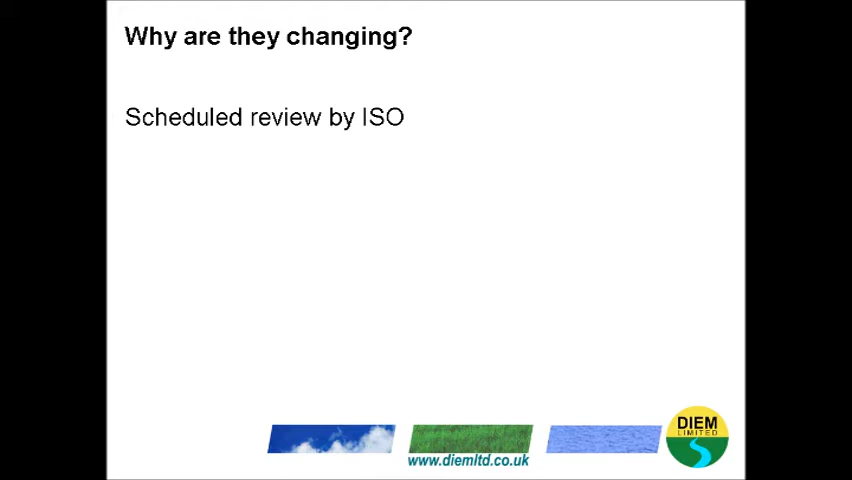 Why are they changing?
Scheduled review by ISO
www.diemltd.co.uk
DIEM
LIMITED